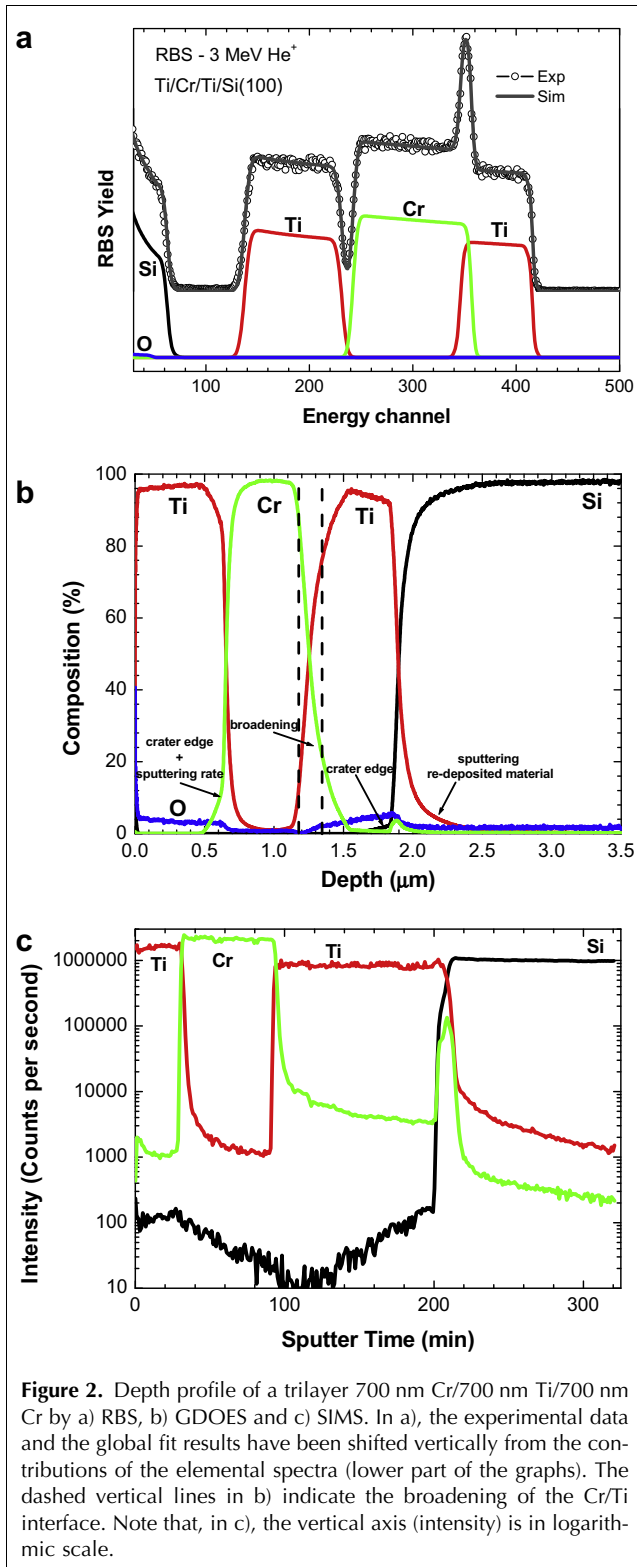 a
RBS - 3 MeV He⁺
Ti/Cr/Ti/Si(100)
Exp
Sim
RBS Yield
Si
Ti
Cr
Ti
O
100 200 300 400 500
Energy channel
b
100
80
60
40
20
0
Composition (%)
Ti
Cr
Ti
Si
broadening
crater edge
+
sputtering rate
crater edge
sputtering
re-deposited material
O
0.0 0.5 1.0 1.5 2.0 2.5 3.0 3.5
Depth (μm)
c
Ti
Cr
Ti
Si
1000000
100000
10000
1000
100
10
Intensity (Counts per second)
0 100 200 300
Sputter Time (min)
Figure 2. Depth profile of a trilayer 700 nm Cr/700 nm Ti/700 nm
Cr by a) RBS, b) GDOES and c) SIMS. In a), the experimental data
and the global fit results have been shifted vertically from the con-
tributions of the elemental spectra (lower part of the graphs). The
dashed vertical lines in b) indicate the broadening of the Cr/Ti
interface. Note that, in c), the vertical axis (intensity) is in logarith-
mic scale.